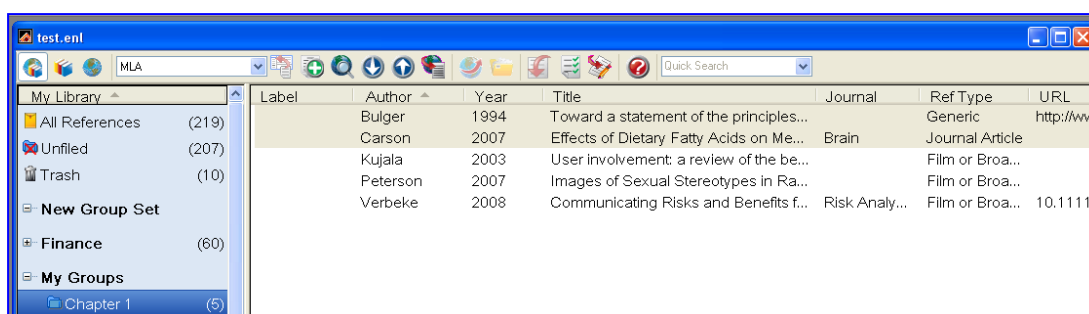 test.enl
MLA Quick Search
My Library Label Author Year Title Journal Ref Type URL
All References (219) Bulger 1994 Toward a statement of the principles... Generic http://ww
Unfiled (207) Carson 2007 Effects of Dietary Fatty Acids on Me... Brain Journal Article
Kujala 2003 User involvement: a review of the be... Film or Broa...
Trash (10) Peterson 2007 Images of Sexual Stereotypes in Ra... Film or Broa...
New Group Set Verbeke 2008 Communicating Risks and Benefits f... Risk Analy... Film or Broa... 10.1111
Finance (60)
My Groups
Chapter 1 (5)